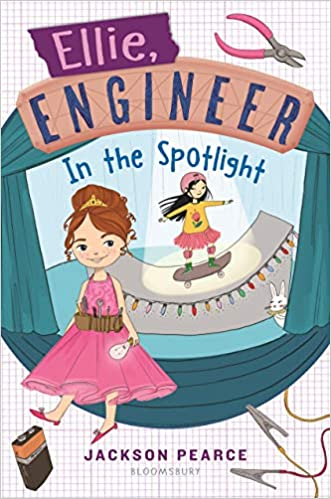 Ellie,
ENGINEER
In the Spotlight
JACKSON PEARCE
BLOOMSBURY